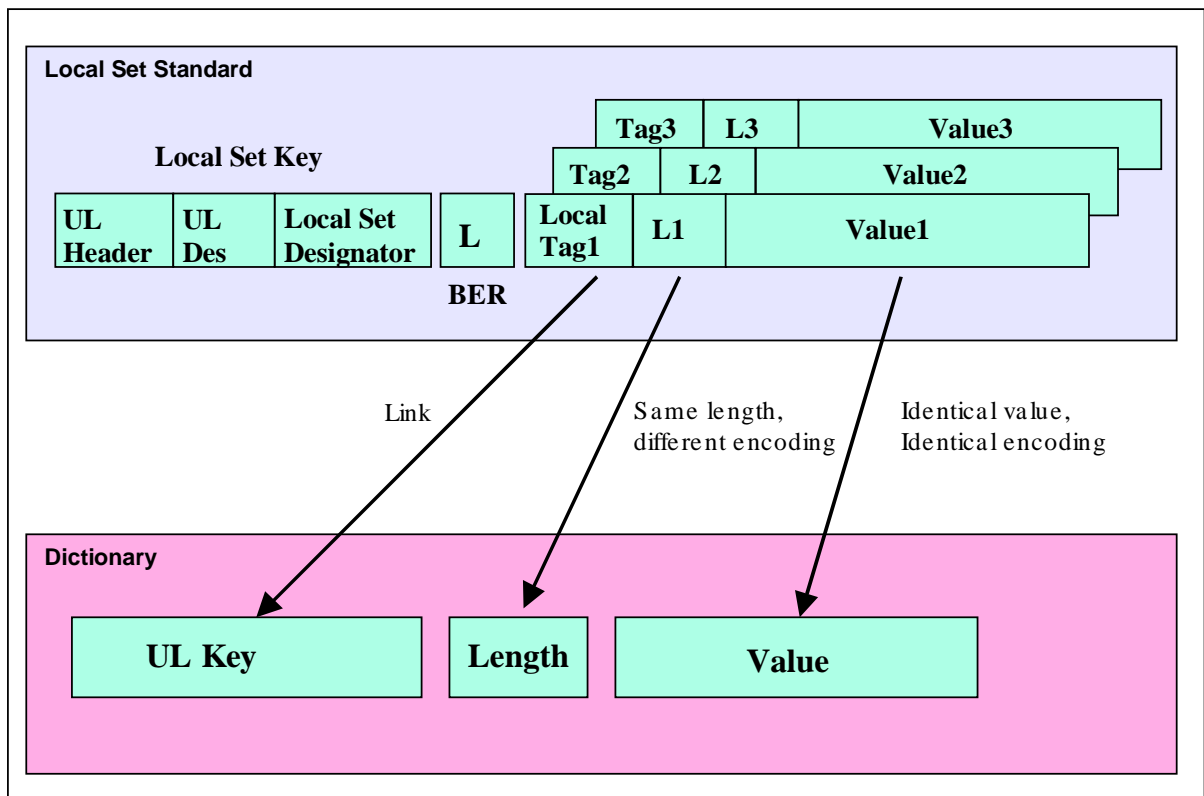 Local Set Standard
Tag3 L3 Value3
Local Set Key
Tag2 L2 Value2
UL Header
UL Des
Local Set Designator
L
Local Tag1
L1
Value1
BER
Link
Same length,
different encoding
Identical value,
Identical encoding
Dictionary
UL Key
Length
Value